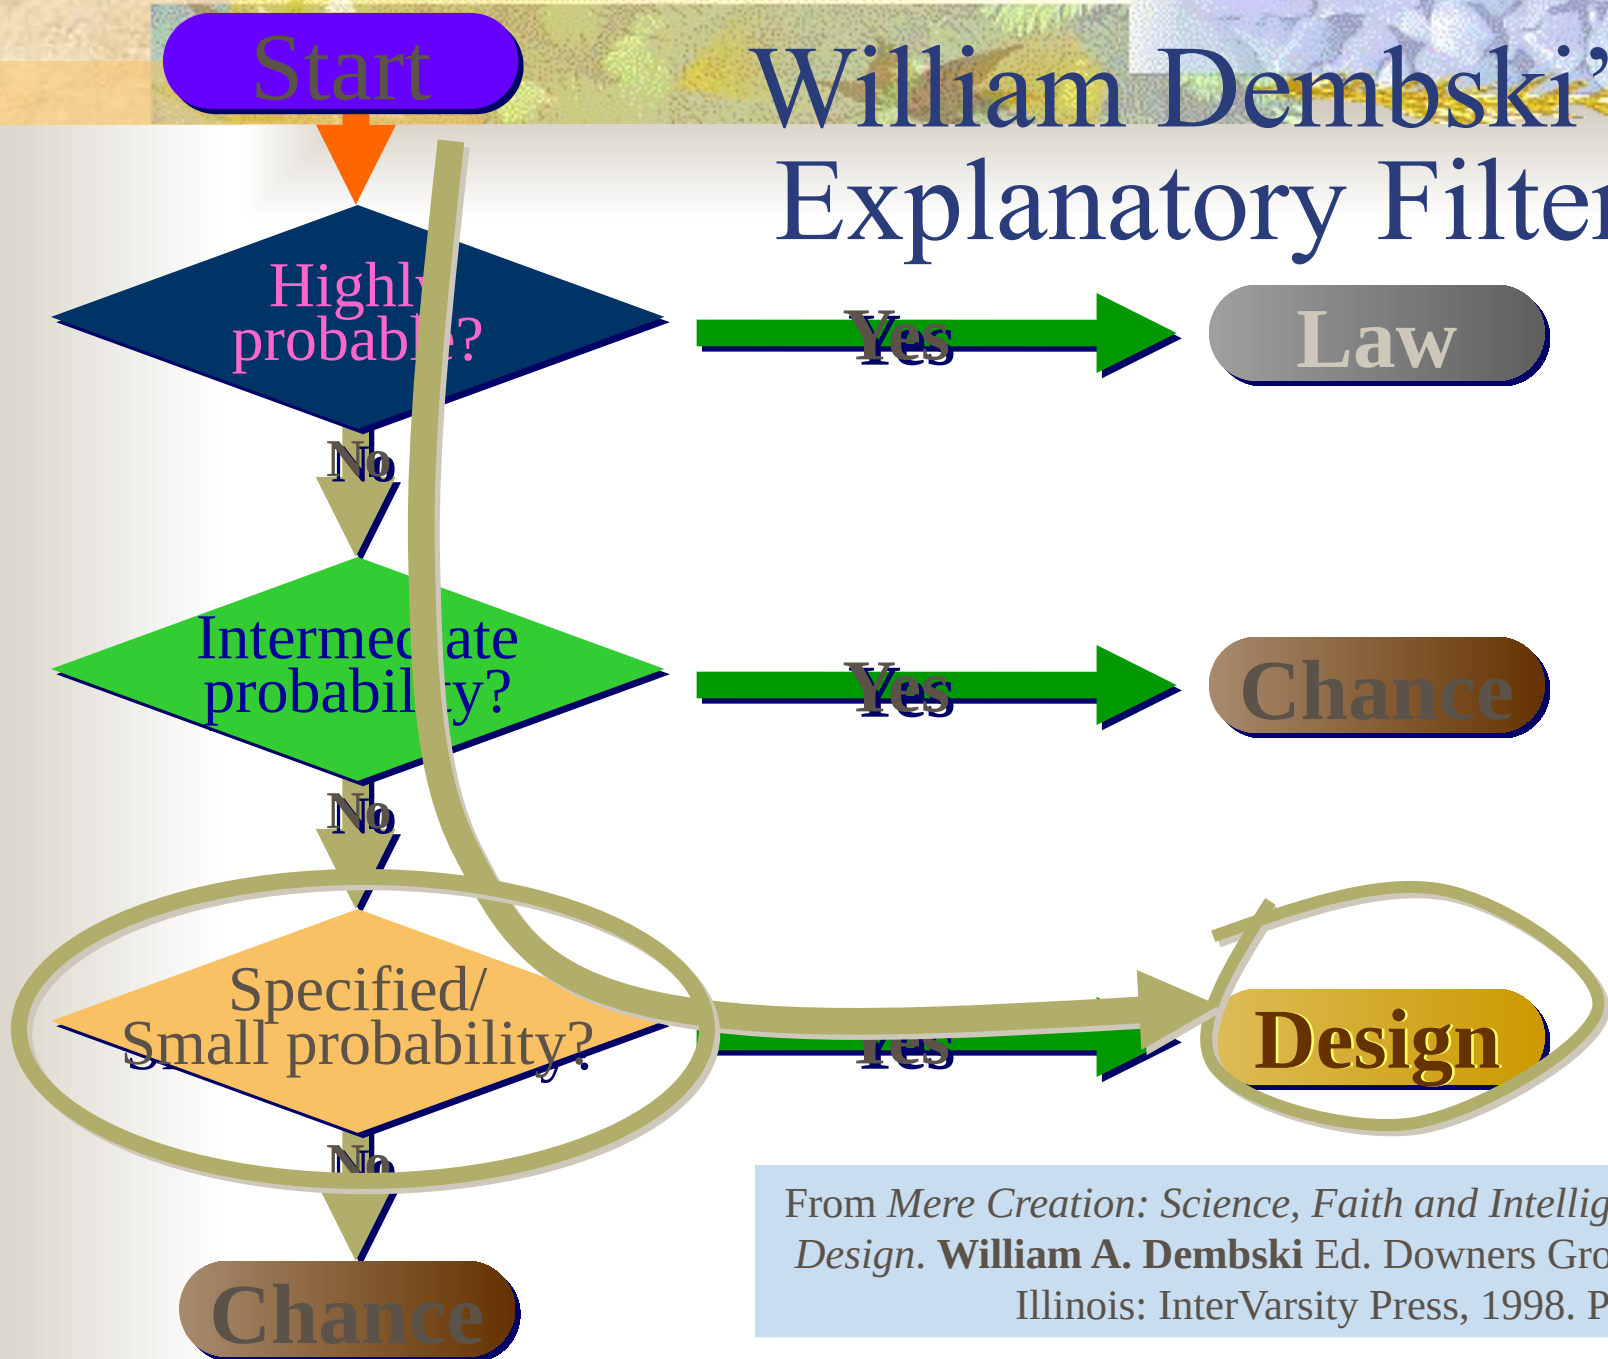 Start
William Dembski’
Explanatory Filter
Highly
probable?
Yes
Law
No
Intermediate
probability?
Yes
Chance
No
Specified/
Small probability?
Yes
Design
No
From Mere Creation: Science, Faith and Intellig
Design. William A. Dembski Ed. Downers Gro
Illinois: InterVarsity Press, 1998. P
Chance